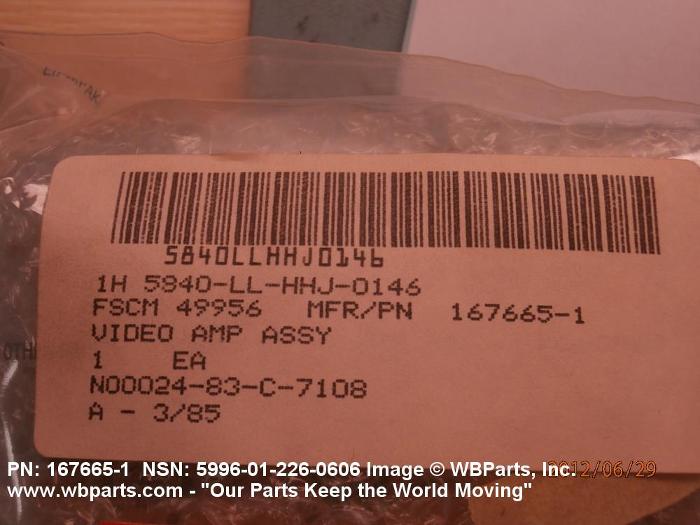 5840LLHHJ0146
1H 5840-LL-HHJ-0146
FSCM 49956 MFR/PN 167665-1
VIDEO AMP ASSY
1 EA
N00024-83-C-7108
A - 3/85
2012/06/29
PN: 167665-1 NSN: 5996-01-226-0606 Image © WBParts, Inc.
www.wbparts.com - "Our Parts Keep the World Moving"